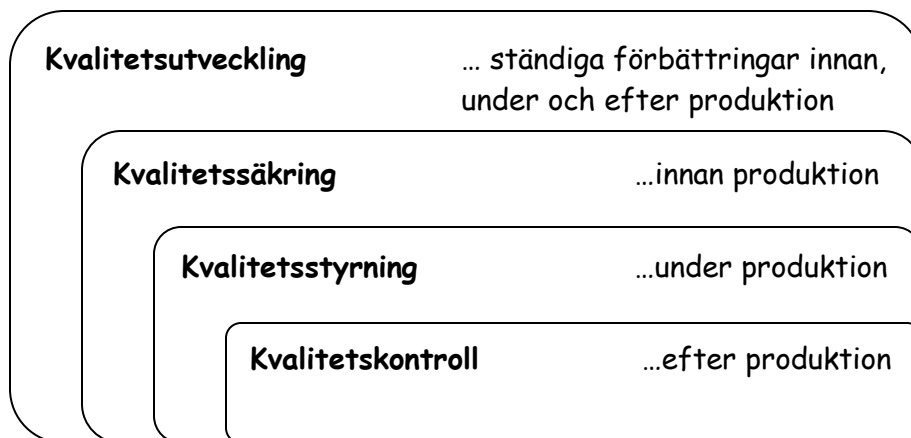 Kvalitetsutveckling … ständiga förbättringar innan,
under och efter produktion
Kvalitetssäkring …innan produktion
Kvalitetsstyrning …under produktion
Kvalitetskontroll …efter produktion